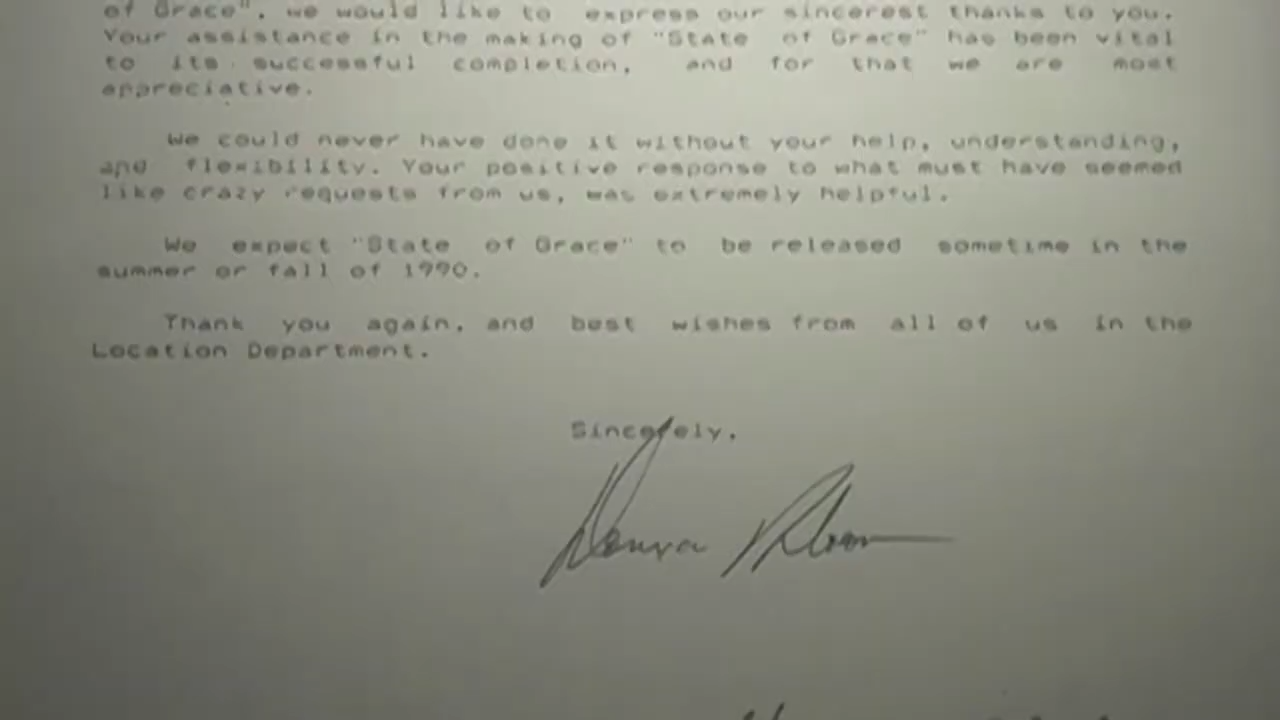 of Grace", we would like to express our sincerest thanks to you.
Your assistance in the making of "State of Grace" has been vital
to its successful completion, and for that we are most
appreciative.
We could never have done it without your help, understanding,
and flexibility. Your positive response to what must have seemed
like crazy requests from us, was extremely helpful.
We expect "State of Grace" to be released sometime in the
summer or fall of 1990.
Thank you again, and best wishes from all of us in the
Location Department.
Sincerely,